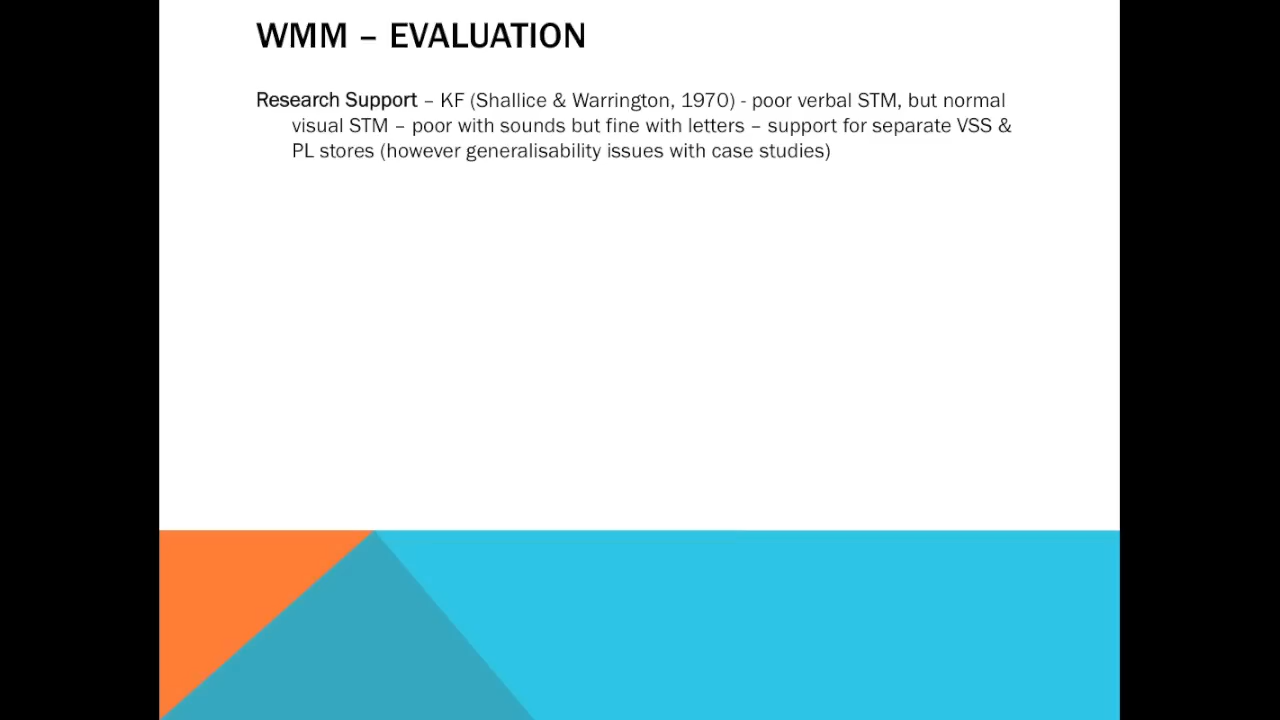 WMM – EVALUATION
Research Support – KF (Shallice & Warrington, 1970) - poor verbal STM, but normal
visual STM – poor with sounds but fine with letters – support for separate VSS &
PL stores (however generalisability issues with case studies)